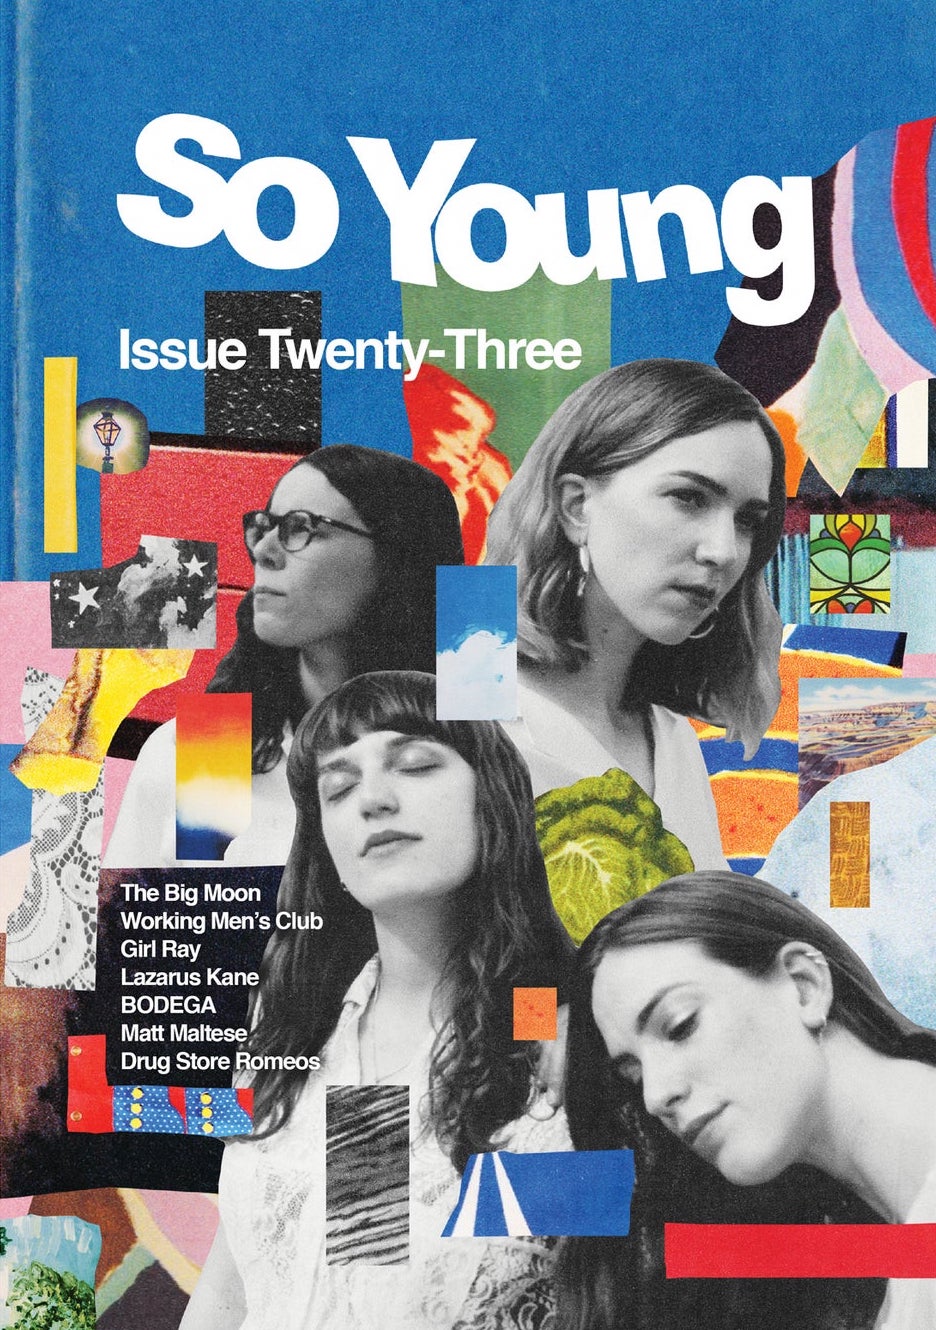 So Young
Issue Twenty-Three
The Big Moon
Working Men's Club
Girl Ray
Lazarus Kane
BODEGA
Matt Maltese
Drug Store Romeos